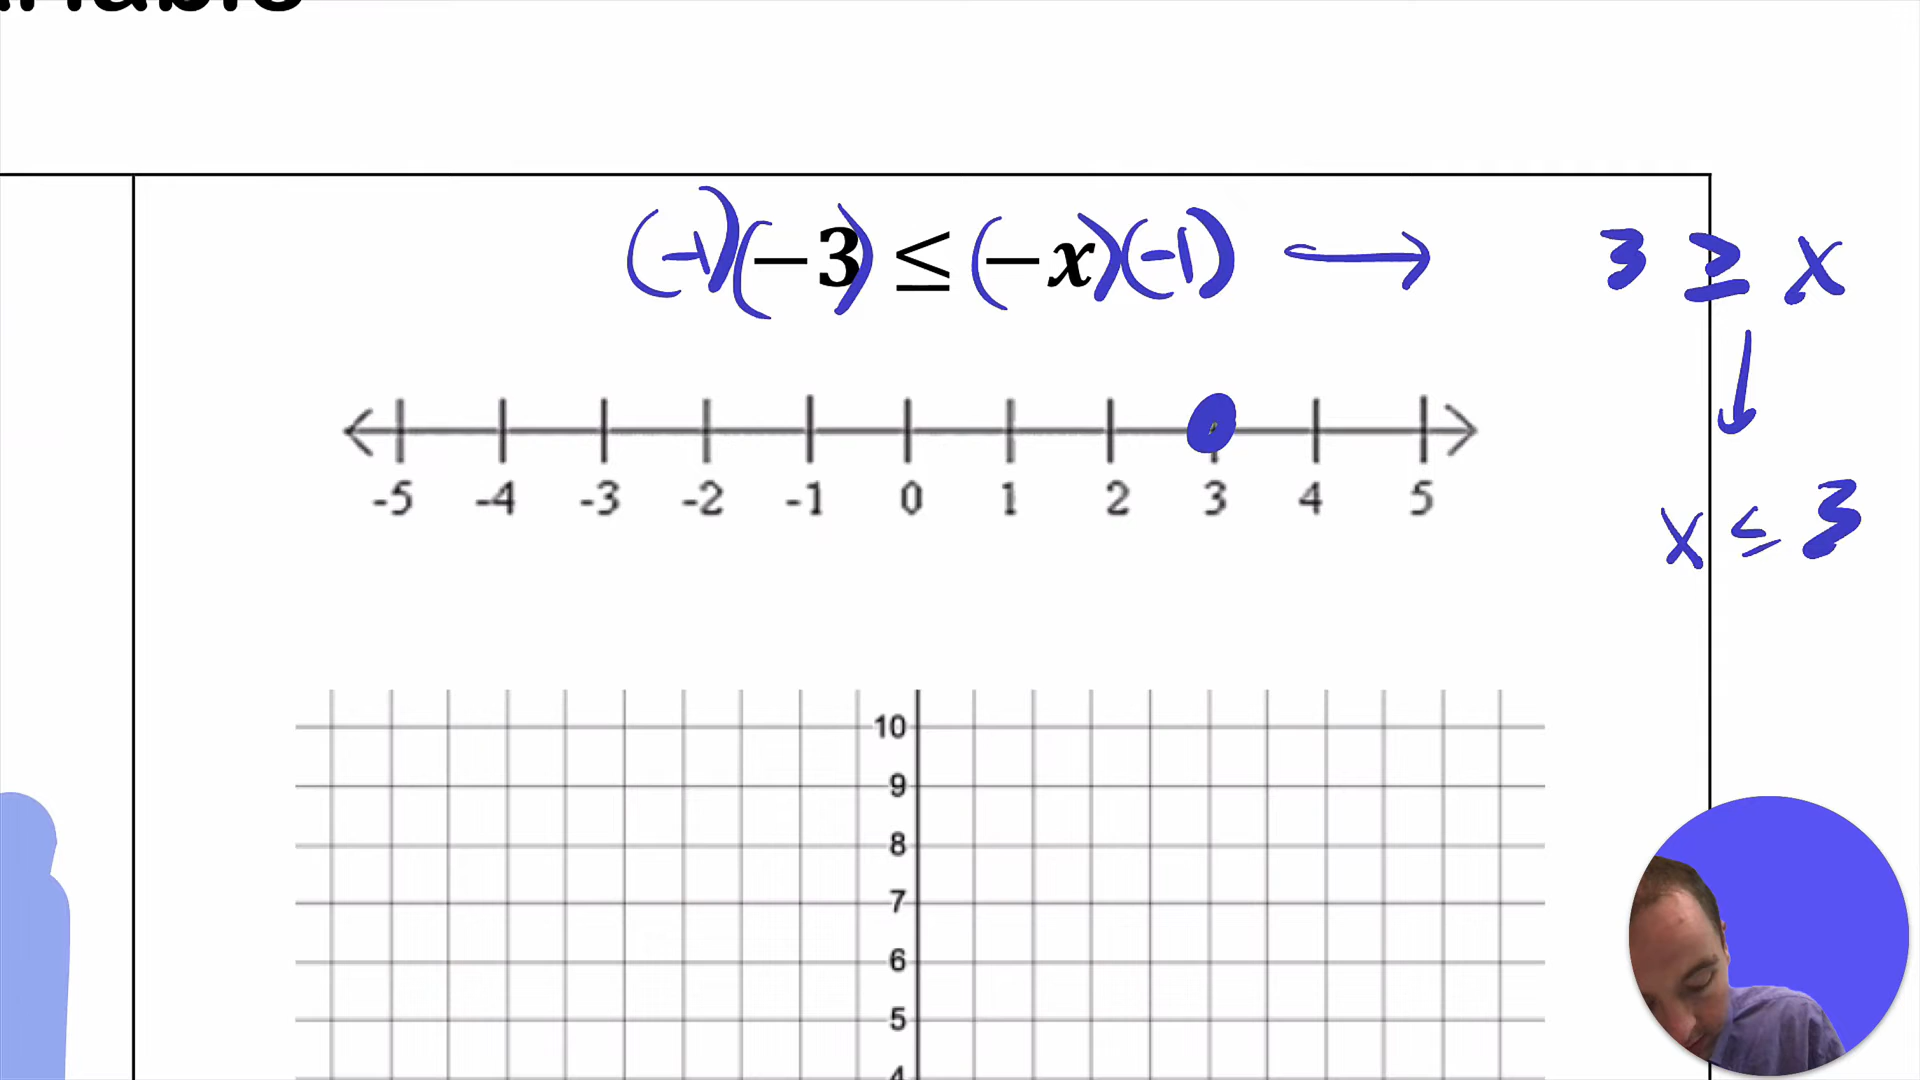 (-1)(-3) ≤ (-x)(-1) → 3 ≥ x
-5 -4 -3 -2 -1 0 1 2 3 4 5
x ≤ 3
10
9
8
7
6
5
4